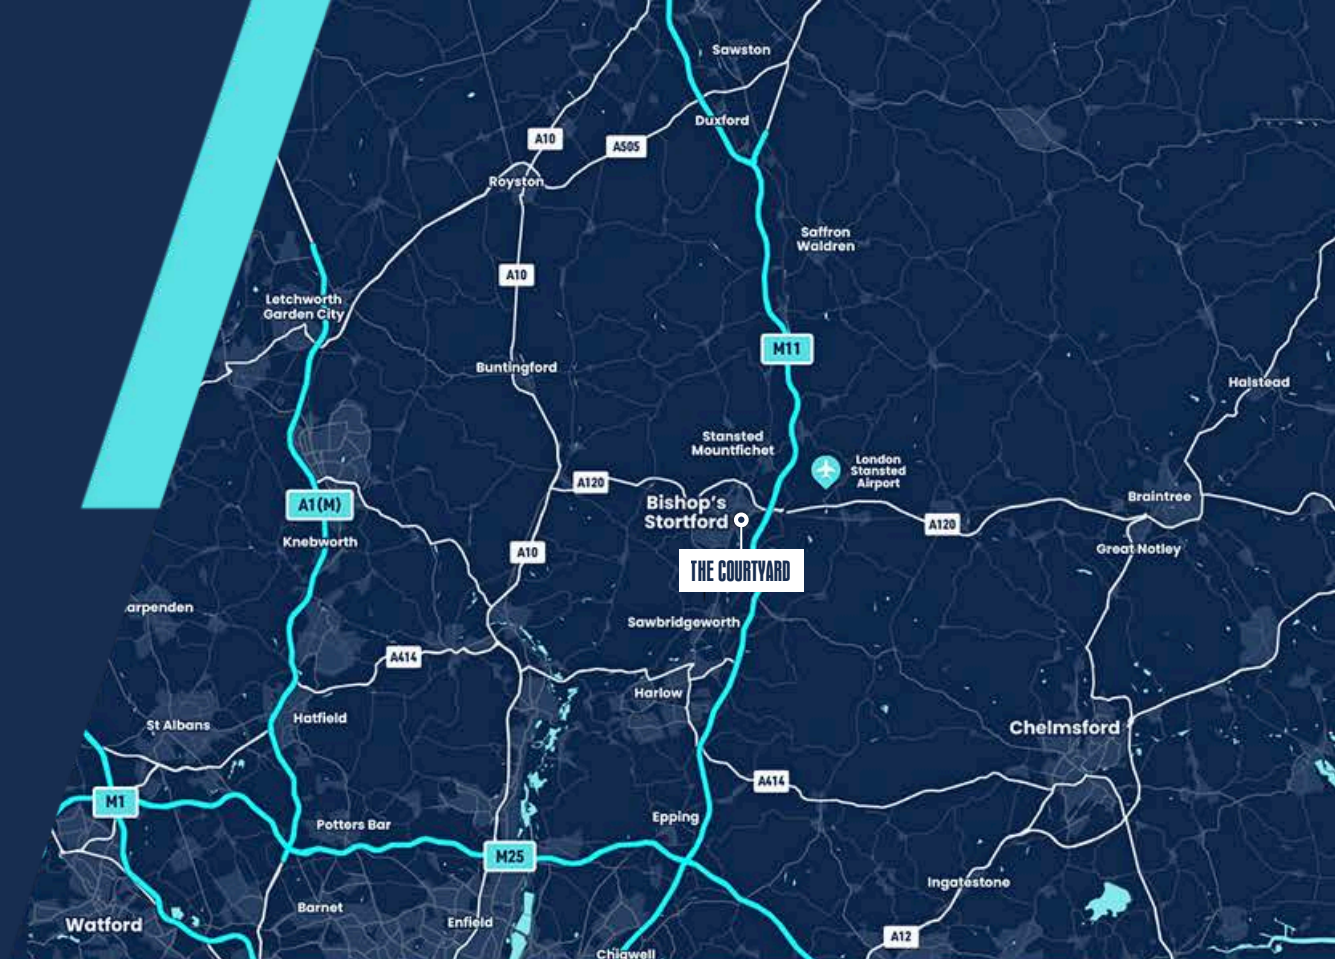 Sawston
Duxford
A10
A505
Royston
Saffron
Waldren
A10
Letchworth
Garden City
M11
Buntingford
Halstead
Stansted
Mountfichet
London
Stansted
Airport
A120
Bishop's
Stortford
Braintree
A1(M)
A120
Knebworth
A10
Great Notley
THE COURTYARD
arpenden
Sawbridgeworth
A414
Harlow
St Albans
Hatfield
Chelmsford
A414
M1
Potters Bar
Epping
M25
Ingatestone
Barnet
Watford
Enfield
A12
Chigwell